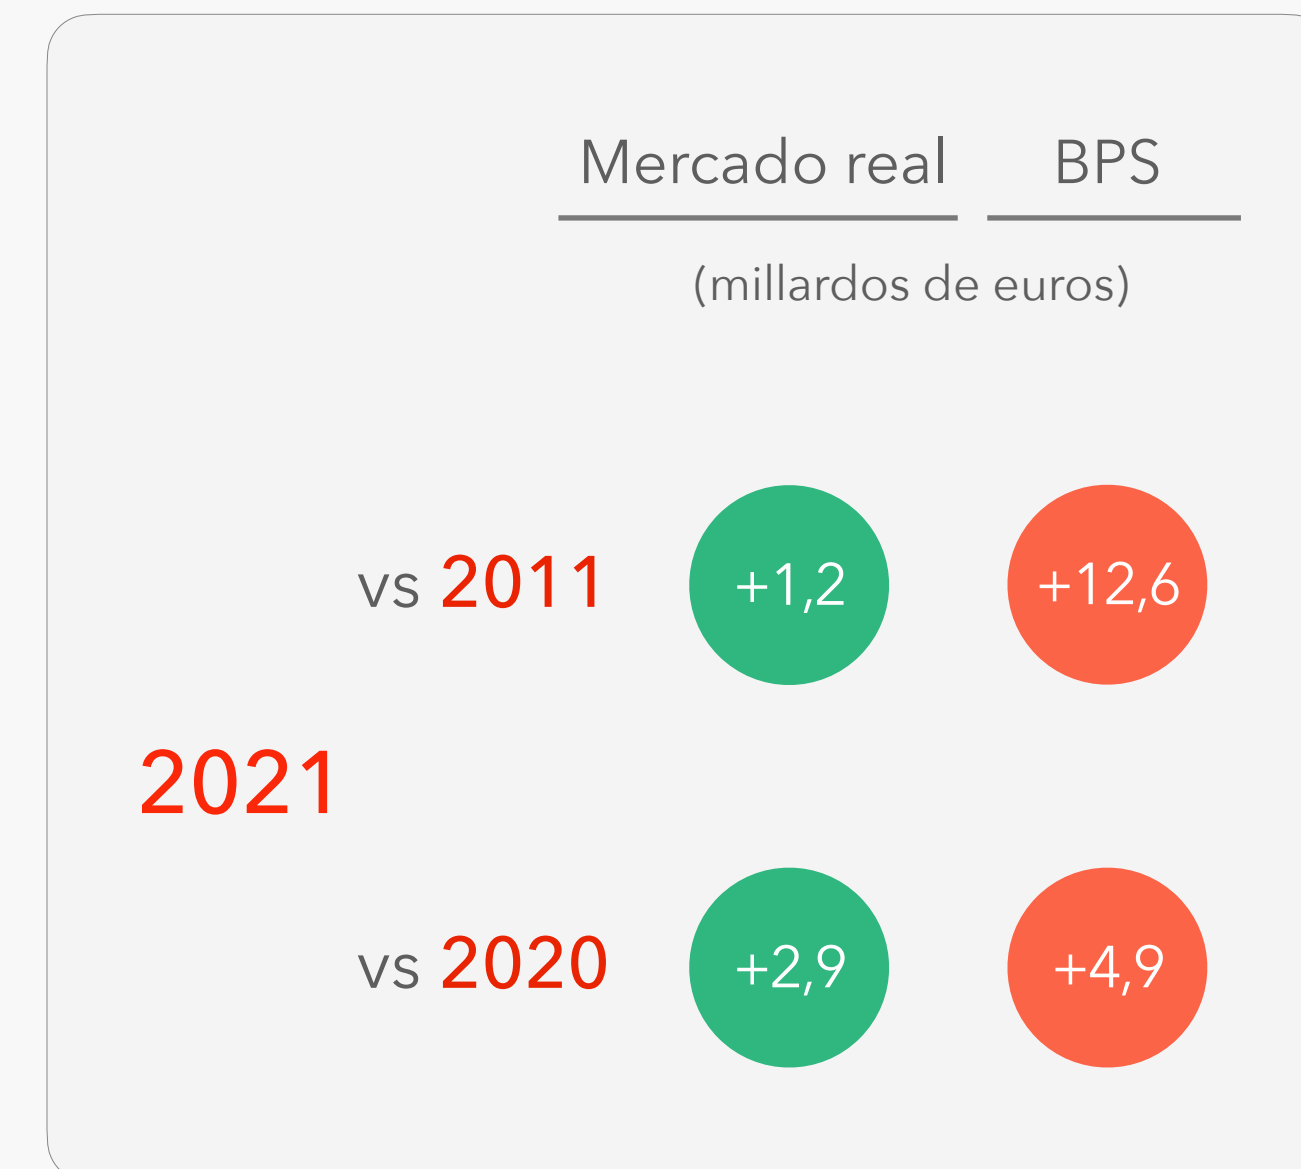 Mercado real BPS
(millardos de euros)
vs 2011 +1,2 +12,6
2021
vs 2020 +2,9 +4,9